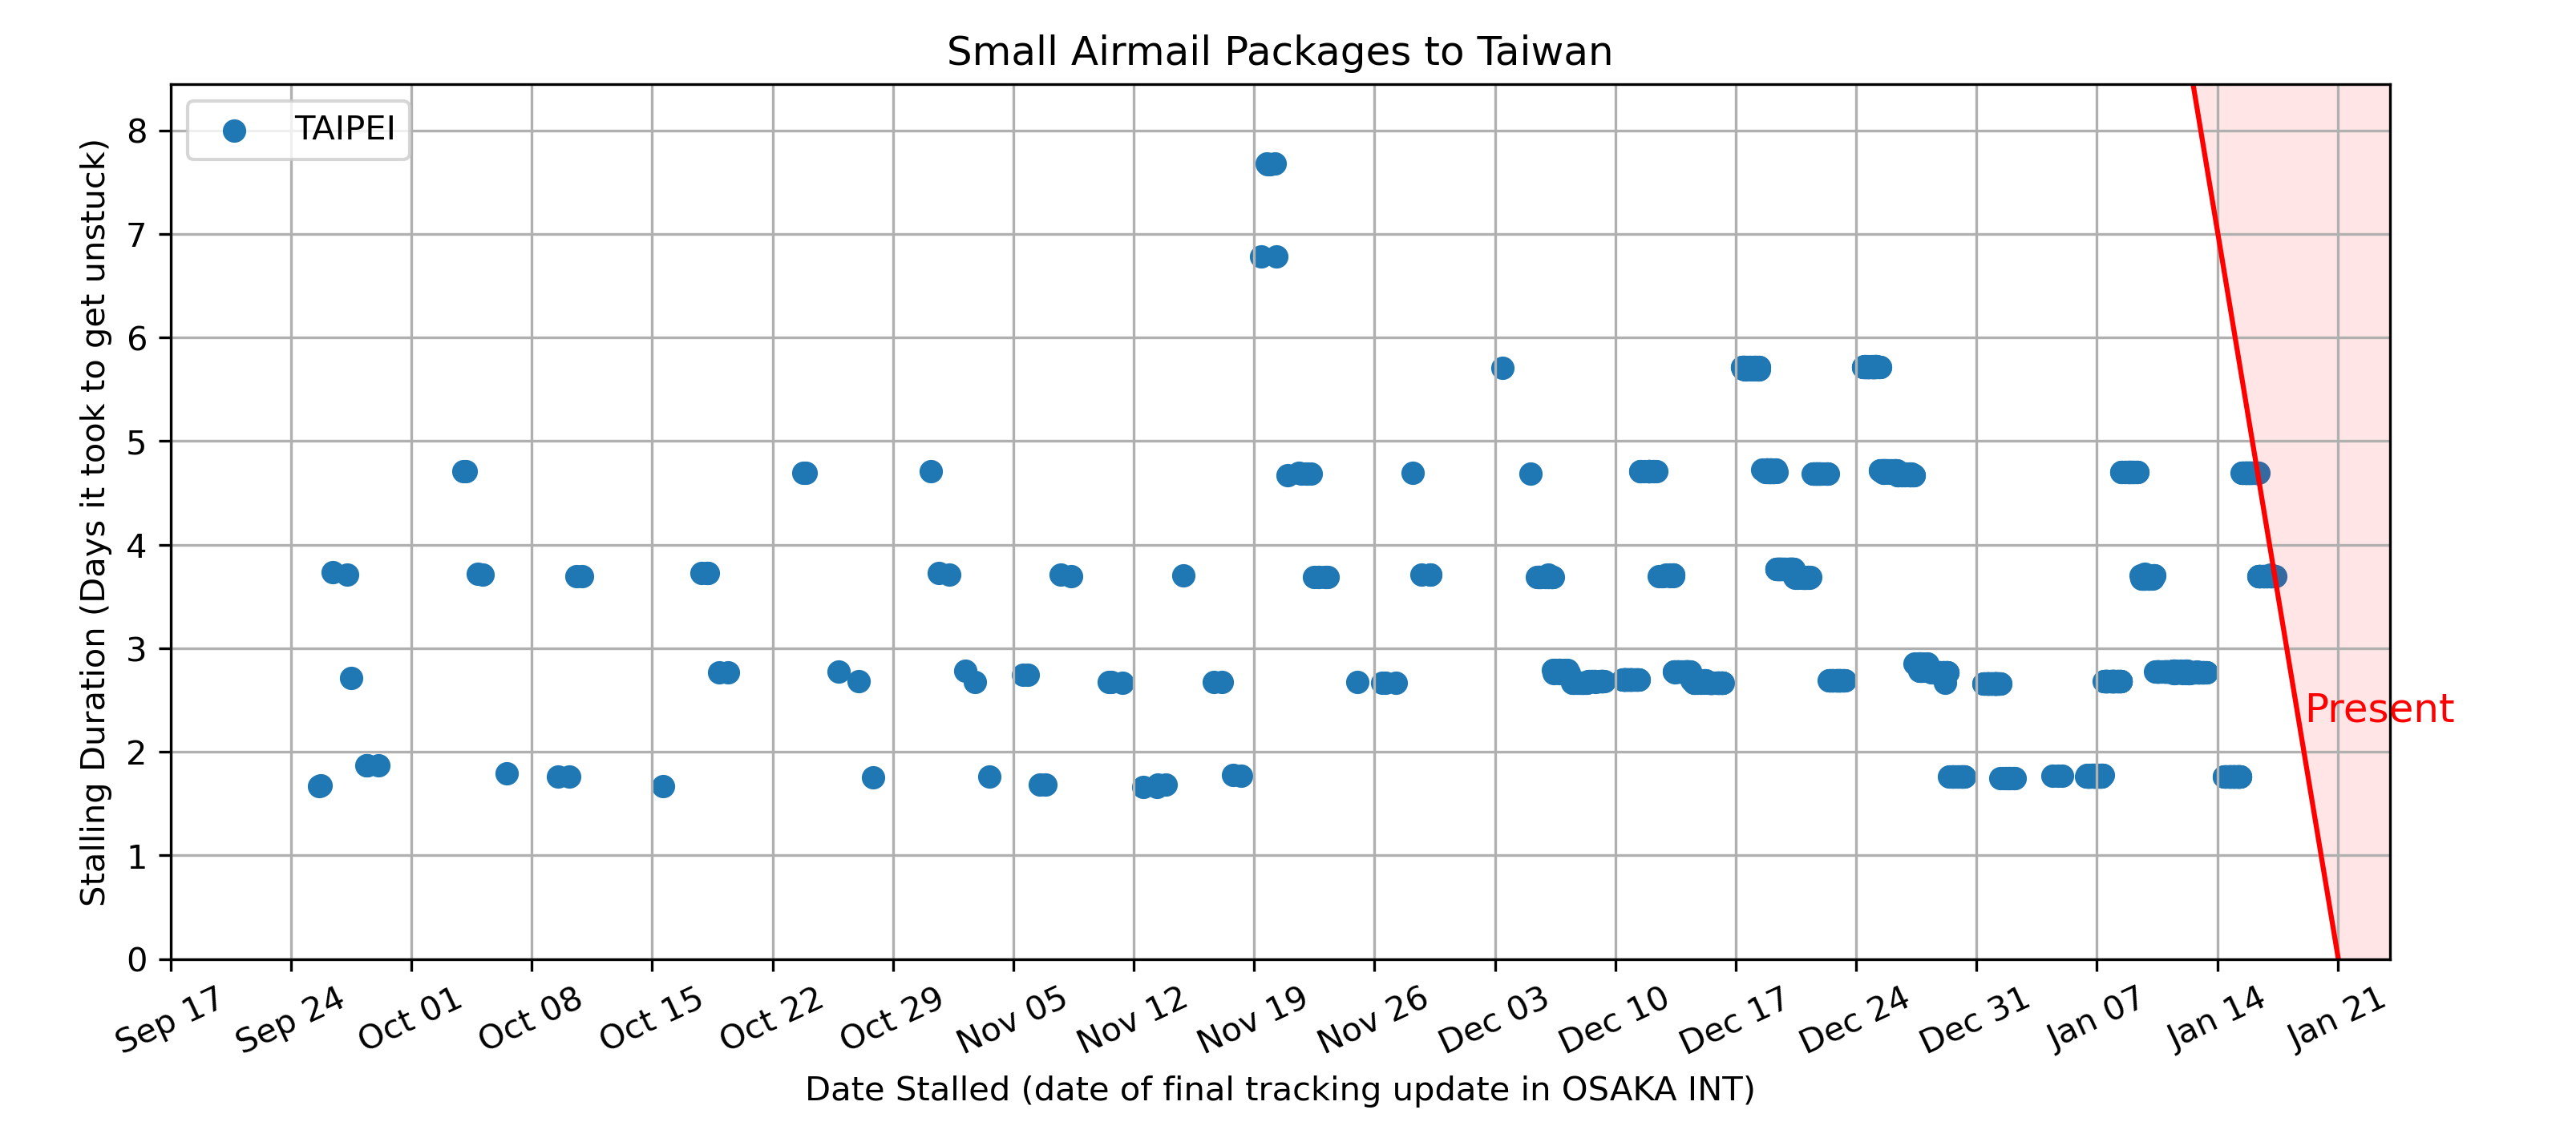 Small Airmail Packages to Taiwan
TAIPEI
Stalling Duration (Days it took to get unstuck)
8
7
6
5
4
3
2
1
0
Present
Sep 17 Sep 24 Oct 01 Oct 08 Oct 15 Oct 22 Oct 29 Nov 05 Nov 12 Nov 19 Nov 26 Dec 03 Dec 10 Dec 17 Dec 24 Dec 31 Jan 07 Jan 14 Jan 21
Date Stalled (date of final tracking update in OSAKA INT)